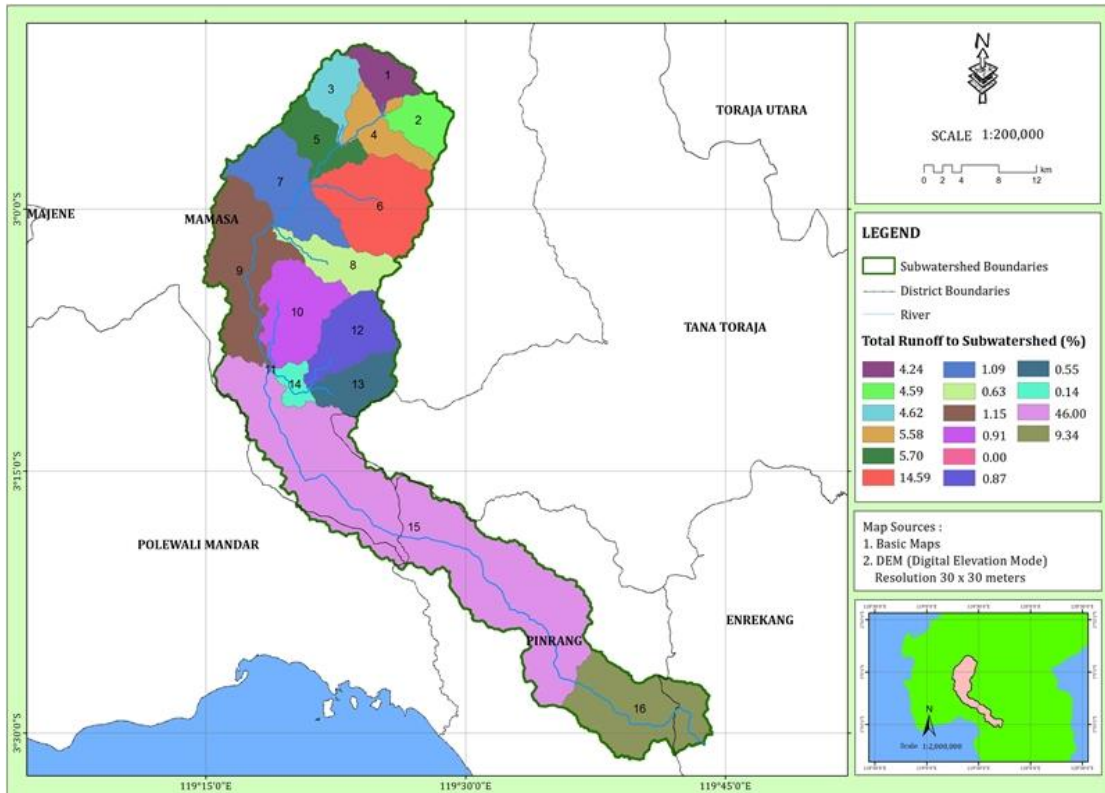 1
3
2
TORAJA UTARA
4
5
7
6
MAJENE
MAMASA
8
9
10
12
TANA TORAJA
11
14
13
15
POLEWALI MANDAR
ENREKANG
PINRANG
16
3°0'0"S
3°15'0"S
3°30'0"S
119°15'0"E
119°30'0"E
119°45'0"E
N
SCALE 1:200,000
km
0 2 4 8 12
LEGEND
Subwatershed Boundaries
District Boundaries
River
Total Runoff to Subwatershed (%)
4.24 1.09 0.55
4.59 0.63 0.14
4.62 1.15 46.00
5.58 0.91 9.34
5.70 0.00
14.59 0.87
Map Sources :
1. Basic Maps
2. DEM (Digital Elevation Mode)
Resolution 30 x 30 meters
N
Scale 1:2,000,000